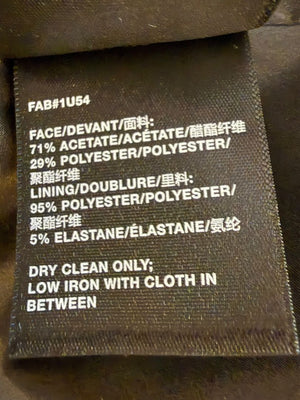 FAB#1U54
FACE/DEVANT/面料:
71% ACETATE/ACÉTATE/醋酯纤维
29% POLYESTER/POLYESTER/
聚酯纤维
LINING/DOUBLURE/里料:
95% POLYESTER/POLYESTER/
聚酯纤维
5% ELASTANE/ÉLASTANE/氨纶
DRY CLEAN ONLY;
LOW IRON WITH CLOTH IN
BETWEEN